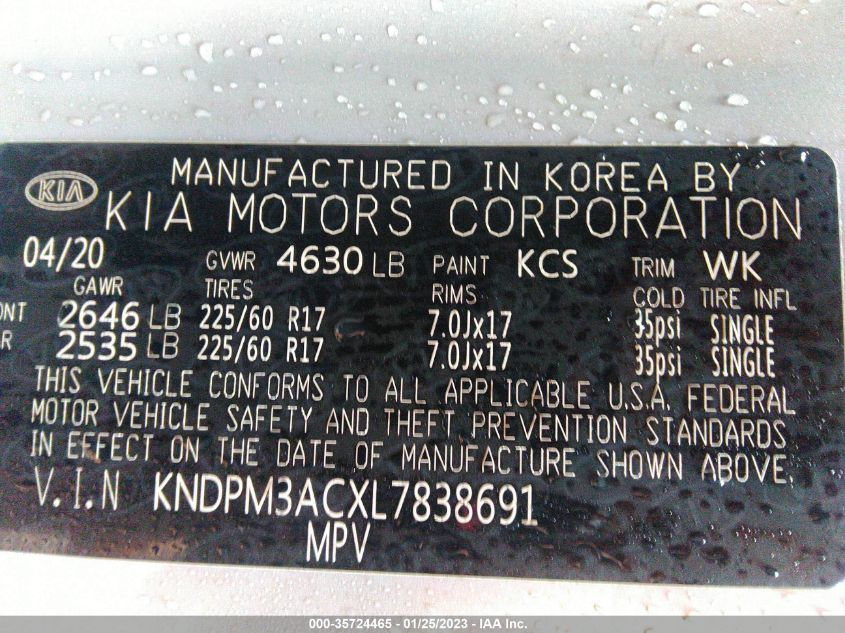 KIA MANUFACTURED IN KOREA BY
KIA MOTORS CORPORATION
04/20 GVWR 4630 LB PAINT KCS TRIM WK
GAWR TIRES RIMS COLD TIRE INFL
ONT 2646 LB 225/60 R17 7.0Jx17 35psi SINGLE
R 2535 LB 225/60 R17 7.0Jx17 35psi SINGLE
THIS VEHICLE CONFORMS TO ALL APPLICABLE U.S.A. FEDERAL
MOTOR VEHICLE SAFETY AND THEFT PREVENTION STANDARDS
IN EFFECT ON THE DATE OF MANUFACTURE SHOWN ABOVE.
V.I.N KNDPM3ACXL7838691
MPV
000-35724465 - 01/25/2023 - IAA Inc.